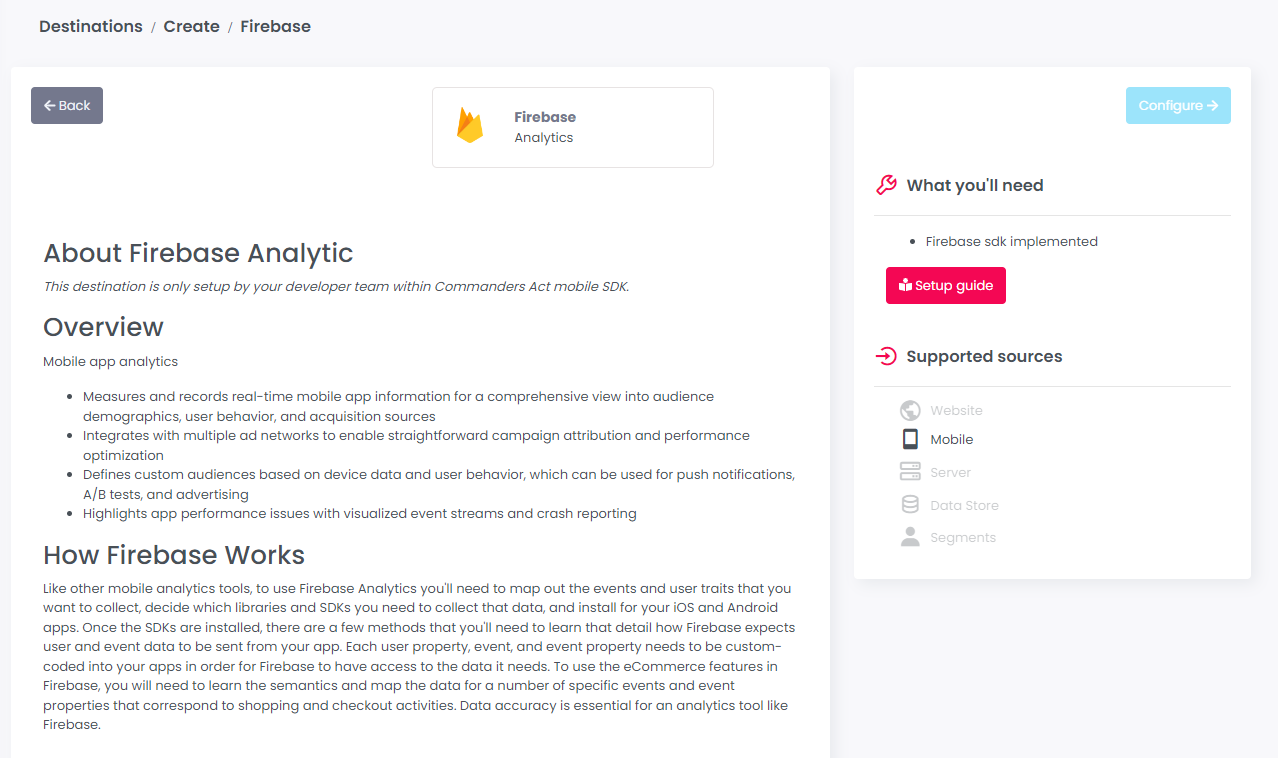 Destinations / Create / Firebase
Back
Firebase
Analytics
About Firebase Analytic
This destination is only setup by your developer team within Commanders Act mobile SDK.
Overview
Mobile app analytics
• Measures and records real-time mobile app information for a comprehensive view into audience
demographics, user behavior, and acquisition sources
• Integrates with multiple ad networks to enable straightforward campaign attribution and performance
optimization
• Defines custom audiences based on device data and user behavior, which can be used for push notifications,
A/B tests, and advertising
• Highlights app performance issues with visualized event streams and crash reporting
How Firebase Works
Like other mobile analytics tools, to use Firebase Analytics you'll need to map out the events and user traits that you
want to collect, decide which libraries and SDKs you need to collect that data, and install for your iOS and Android
apps. Once the SDKs are installed, there are a few methods that you'll need to learn that detail how Firebase expects
user and event data to be sent from your app. Each user property, event, and event property needs to be custom-
coded into your apps in order for Firebase to have access to the data it needs. To use the eCommerce features in
Firebase, you will need to learn the semantics and map the data for a number of specific events and event
properties that correspond to shopping and checkout activities. Data accuracy is essential for an analytics tool like
Firebase.
Configure
What you'll need
• Firebase sdk implemented
Setup guide
Supported sources
Website
Mobile
Server
Data Store
Segments